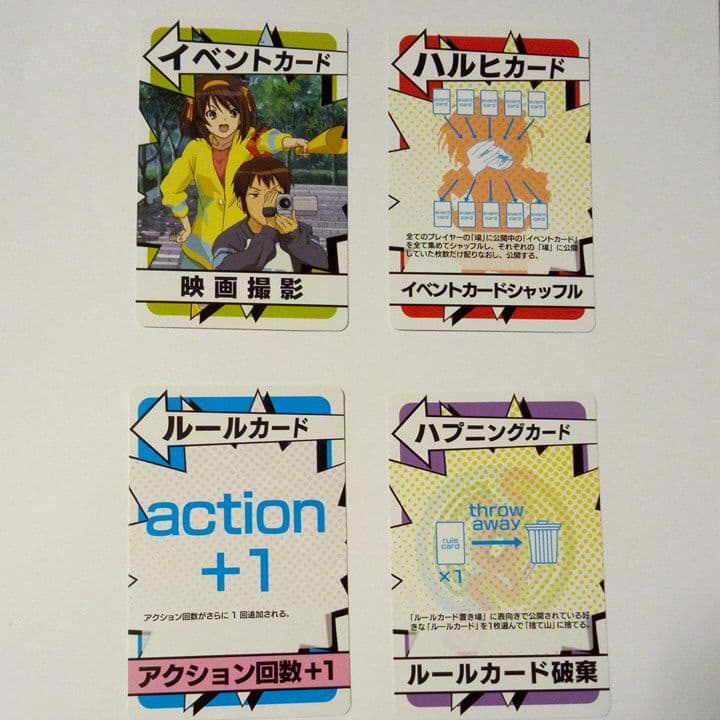 イベントカード
映画撮影
ハルヒカード
event card
event card
event card
event card
event card
event card
event card
event card
event card
event card
全てのプレイヤーの「場」に公開中の「イベントカード」
を全て集めてシャッフルし、それぞれの「場」に公開
していた枚数だけ配りなおし、公開する。
イベントカードシャッフル
ルールカード
action
+1
アクション回数がさらに1回追加される。
アクション回数+1
ハプニングカード
throw
away
rule
card
×1
「ルールカード置き場」に表向きで公開されている好
きな「ルールカード」を1枚選んで「捨て山」に捨てる。
ルールカード破棄